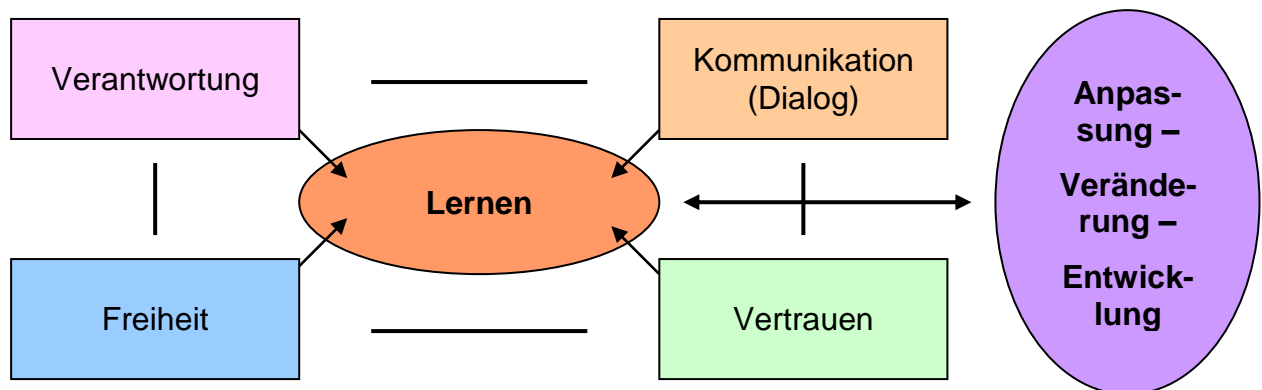 Verantwortung
Kommunikation
(Dialog)
Lernen
Freiheit
Vertrauen
Anpas-
sung –
Verände-
rung –
Entwick-
lung